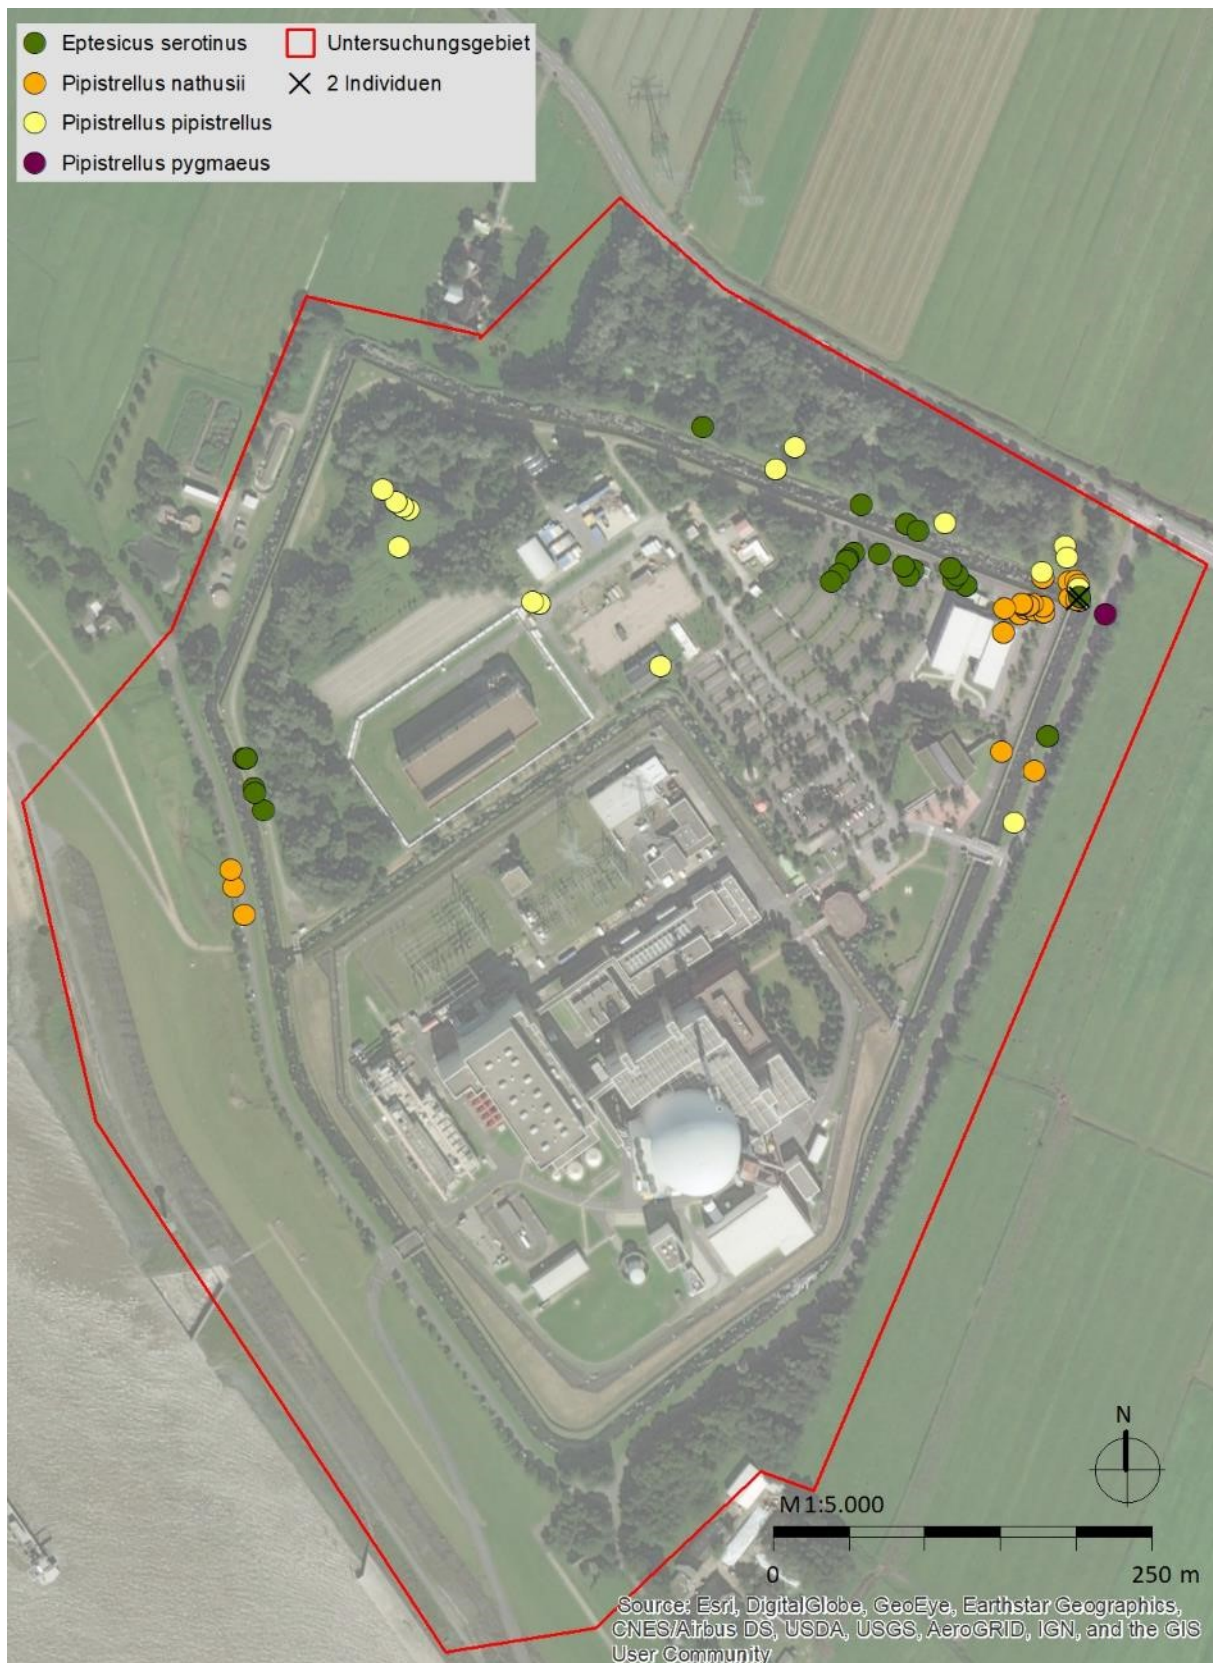 Eptesicus serotinus
Untersuchungsgebiet
Pipistrellus nathusii
2 Individuen
Pipistrellus pipistrellus
Pipistrellus pygmaeus
N
M 1:5.000
0
250 m
Source: Esri, DigitalGlobe, GeoEye, Earthstar Geographics,
CNES/Airbus DS, USDA, USGS, AeroGRID, IGN, and the GIS
User Community